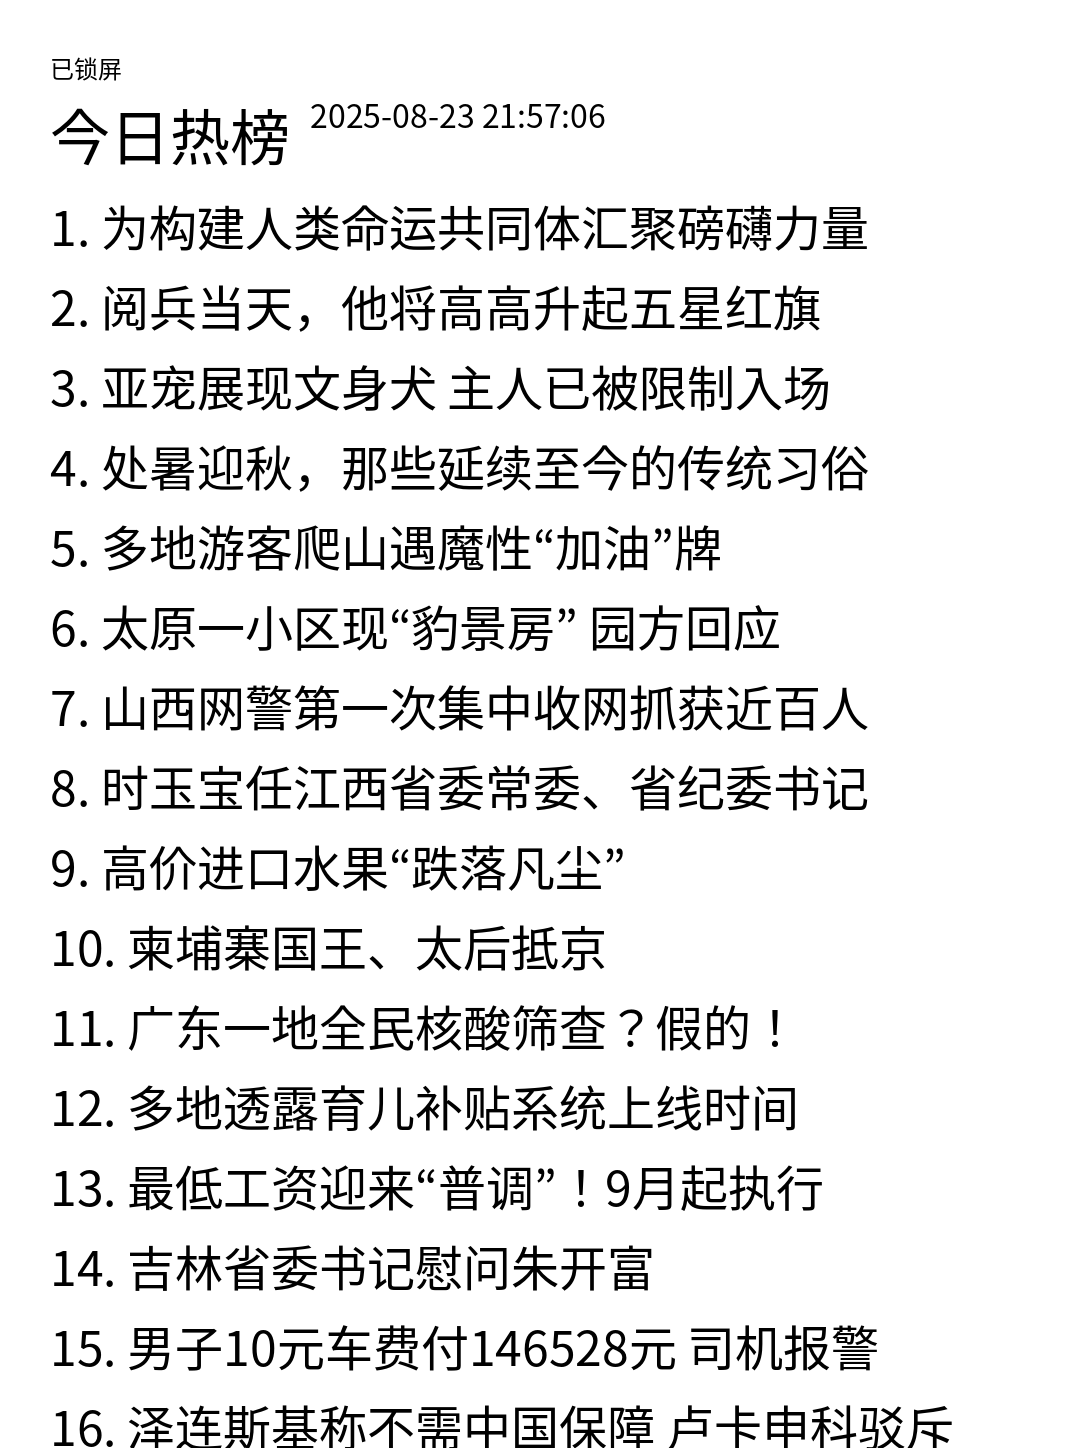 已锁屏
今日热榜 2025-08-23 21:57:06
1. 为构建人类命运共同体汇聚磅礴力量
2. 阅兵当天，他将高高升起五星红旗
3. 亚宠展现文身犬 主人已被限制入场
4. 处暑迎秋，那些延续至今的传统习俗
5. 多地游客爬山遇魔性“加油”牌
6. 太原一小区现“豹景房” 园方回应
7. 山西网警第一次集中收网抓获近百人
8. 时玉宝任江西省委常委、省纪委书记
9. 高价进口水果“跌落凡尘”
10. 柬埔寨国王、太后抵京
11. 广东一地全民核酸筛查？假的！
12. 多地透露育儿补贴系统上线时间
13. 最低工资迎来“普调”！9月起执行
14. 吉林省委书记慰问朱开富
15. 男子10元车费付146528元 司机报警
16. 泽连斯基称不需中国保障 卢卡申科驳斥